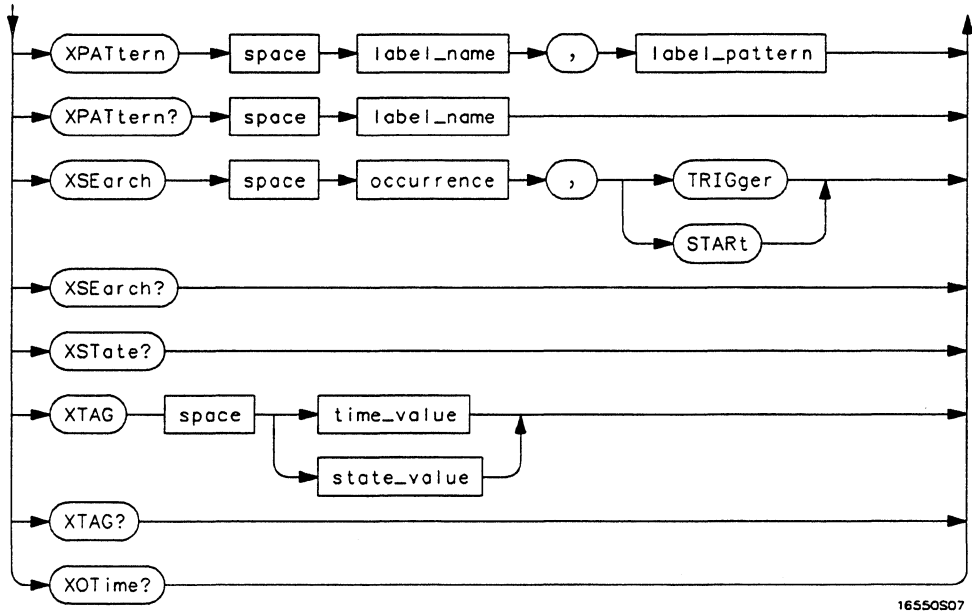 XPATtern space label_name , label_pattern
XPATtern? space label_name
XSEarch space occurrence , TRIGger
STARt
XSEarch?
XSTate?
XTAG space time_value
state_value
XTAG?
XOTime?
16550S07